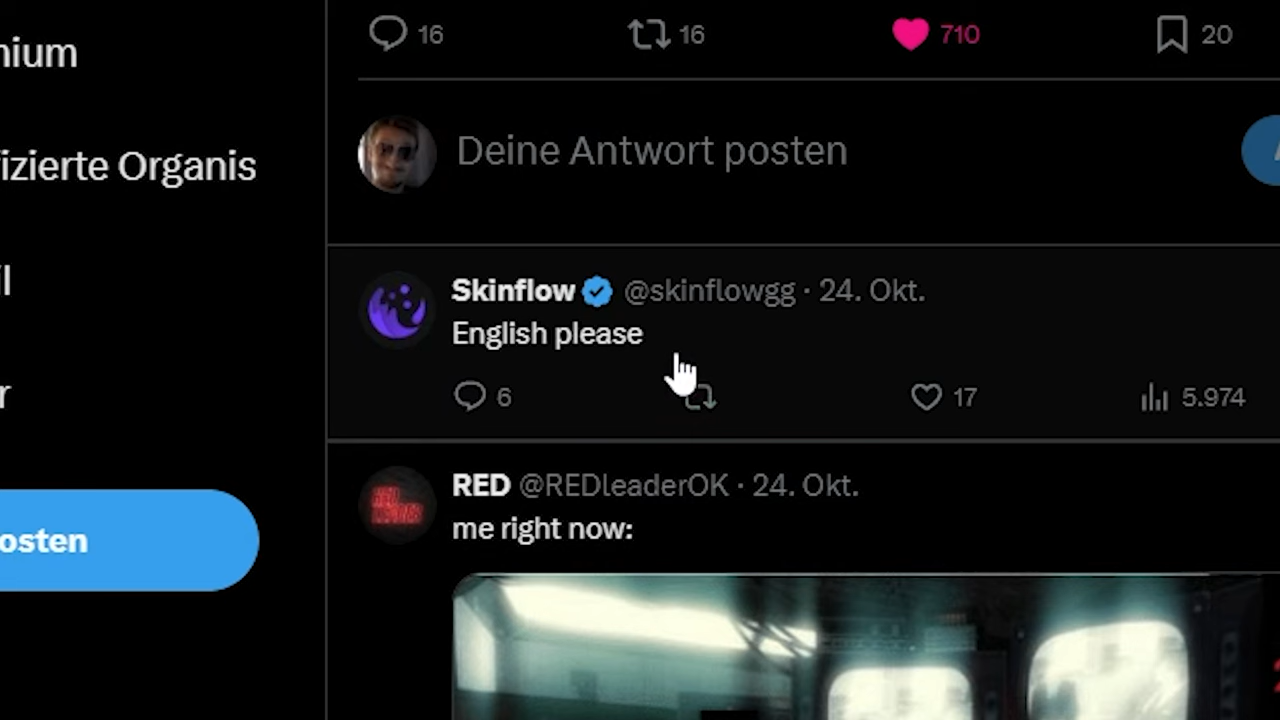 16 16 710 20
nium
fizierte Organis
Deine Antwort posten
Skinflow @skinflowgg · 24. Okt.
English please
6 17 5.974
r
RED @REDleaderOK · 24. Okt.
me right now:
osten